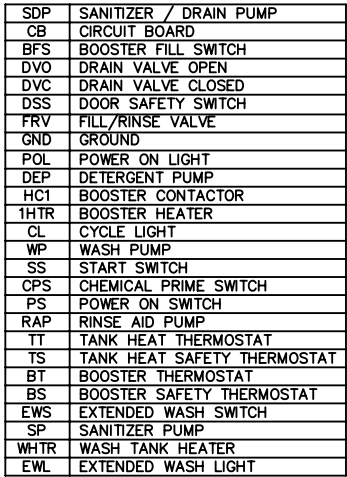 SDP SANITIZER / DRAIN PUMP
CB CIRCUIT BOARD
BFS BOOSTER FILL SWITCH
DVO DRAIN VALVE OPEN
DVC DRAIN VALVE CLOSED
DSS DOOR SAFETY SWITCH
FRV FILL/RINSE VALVE
GND GROUND
POL POWER ON LIGHT
DEP DETERGENT PUMP
HC1 BOOSTER CONTACTOR
1HTR BOOSTER HEATER
CL CYCLE LIGHT
WP WASH PUMP
SS START SWITCH
CPS CHEMICAL PRIME SWITCH
PS POWER ON SWITCH
RAP RINSE AID PUMP
TT TANK HEAT THERMOSTAT
TS TANK HEAT SAFETY THERMOSTAT
BT BOOSTER THERMOSTAT
BS BOOSTER SAFETY THERMOSTAT
EWS EXTENDED WASH SWITCH
SP SANITIZER PUMP
WHTR WASH TANK HEATER
EWL EXTENDED WASH LIGHT